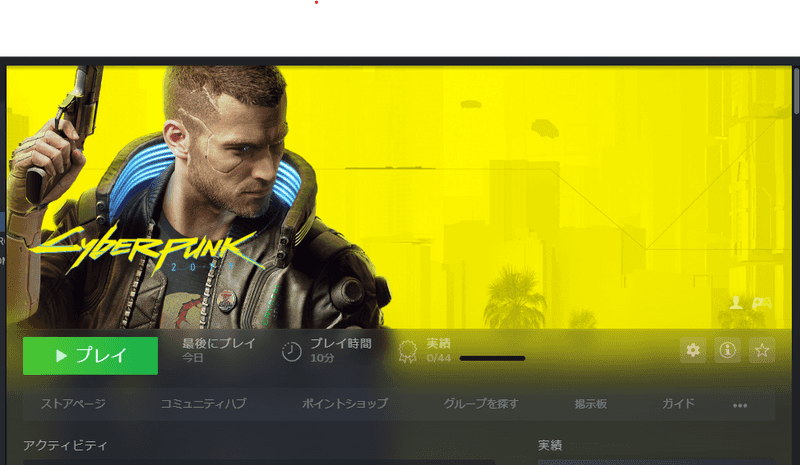 CYBERPUNK
2077
プレイ
最後にプレイ
今日
プレイ時間
10分
実績
0/44
ストアページ
コミュニティハブ
ポイントショップ
グループを探す
掲示板
ガイド
アクティビティ
実績